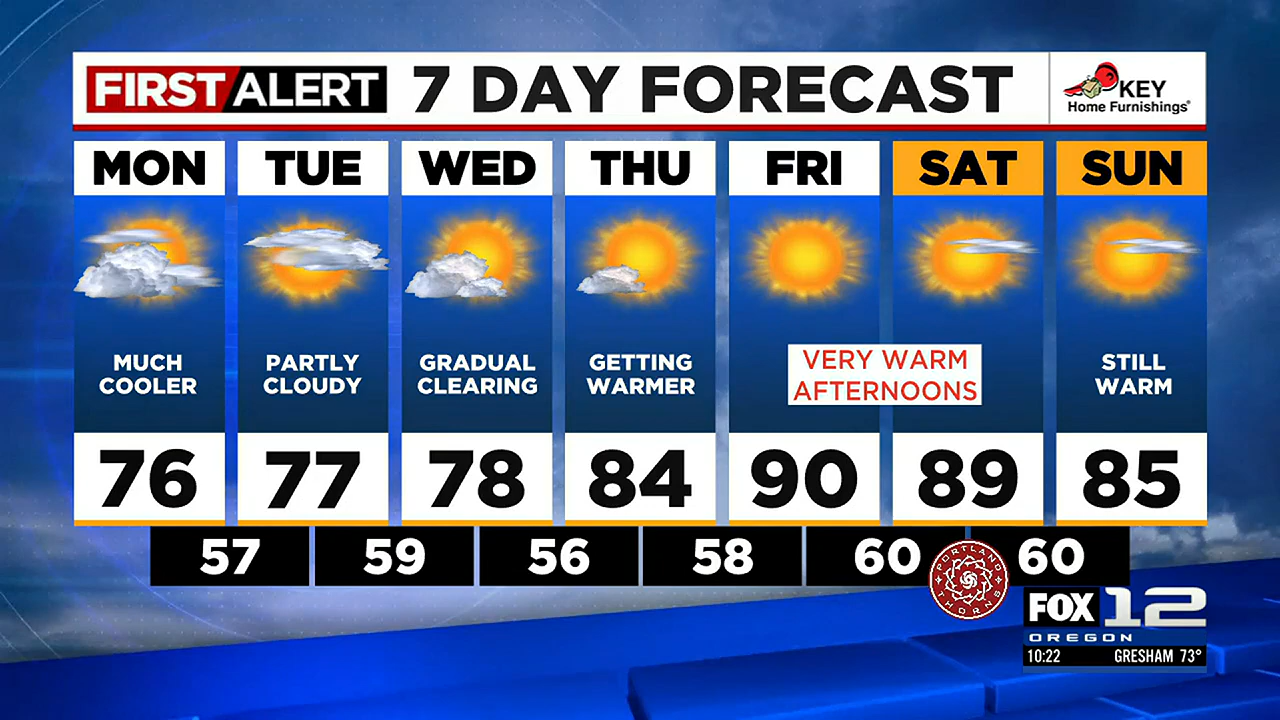 FIRST ALERT 7 DAY FORECAST
KEY
Home Furnishings®
MON TUE WED THU FRI SAT SUN
MUCH COOLER
PARTLY CLOUDY
GRADUAL CLEARING
GETTING WARMER
VERY WARM AFTERNOONS
STILL WARM
76 77 78 84 90 89 85
57 59 56 58 60 60
PORTLAND THORNS
FOX 12
OREGON
10:22 GRESHAM 73°